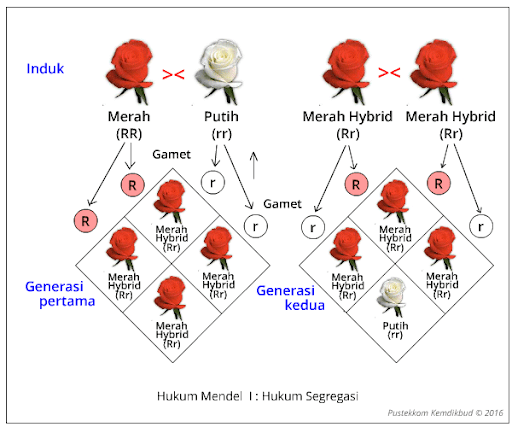 Induk
Merah
(RR)
Putih
(rr)
Merah Hybrid
(Rr)
Merah Hybrid
(Rr)
Gamet
R
R
r
r
Merah
Hybrid
(Rr)
Merah
Hybrid
(Rr)
Merah
Hybrid
(Rr)
Merah
Hybrid
(Rr)
Generasi
pertama
Gamet
R
R
r
r
Merah
Hybrid
(Rr)
Merah
Hybrid
(Rr)
Merah
Hybrid
(Rr)
Putih
(rr)
Generasi
kedua
Hukum Mendel I : Hukum Segregasi
Pustekkom Kemdikbud © 2016